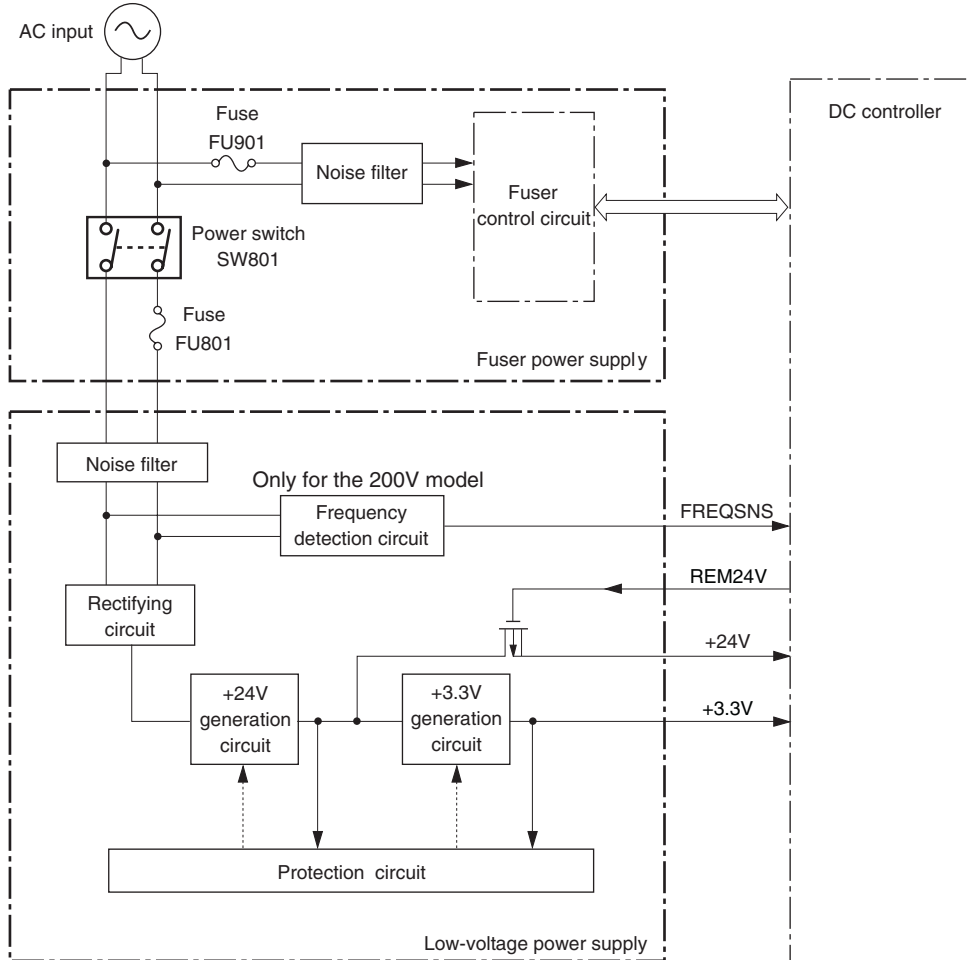 AC input
DC controller
Fuse
FU901
Noise filter
Fuser
control circuit
Power switch
SW801
Fuse
FU801
Fuser power supply
Noise filter
Only for the 200V model
Frequency
detection circuit
FREQSNS
REM24V
Rectifying
circuit
+24V
+24V
generation
circuit
+3.3V
generation
circuit
+3.3V
Protection circuit
Low-voltage power supply